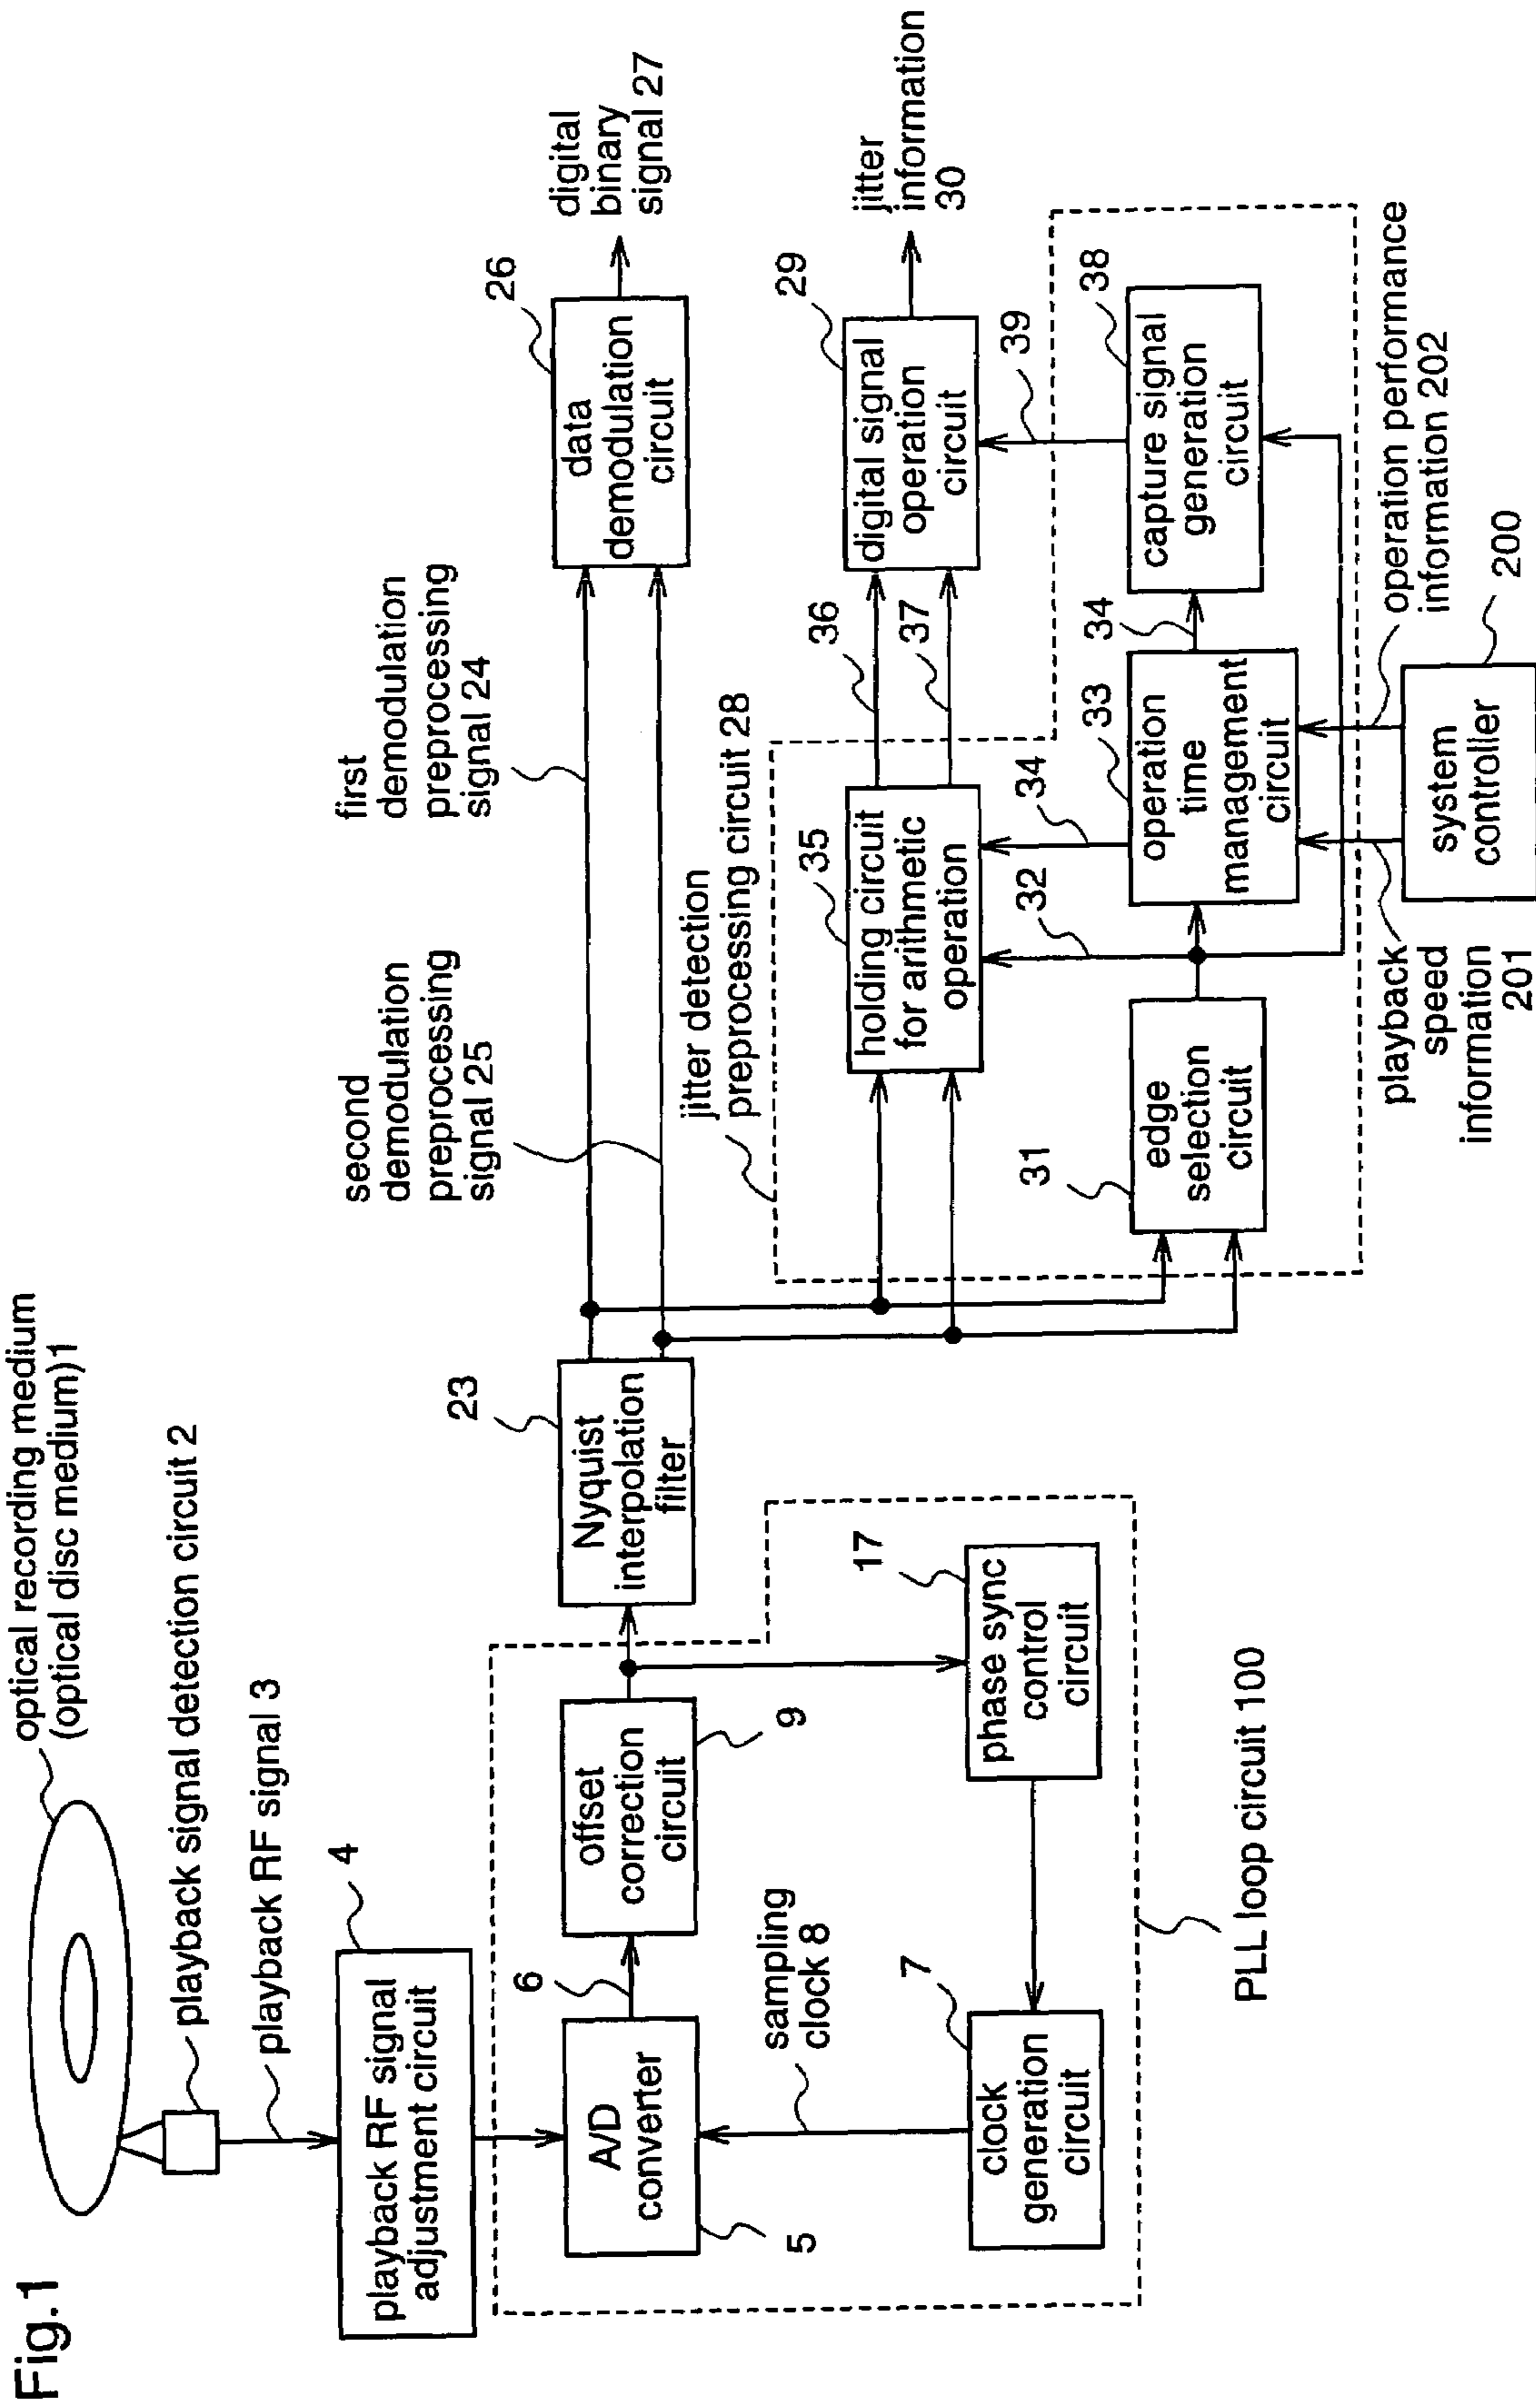 Fig.1
optical recording medium
(optical disc medium)1
playback signal detection circuit 2
playback RF signal 3
4
playback RF signal
adjustment circuit
A/D
converter
5
6
offset
correction
circuit
9
sampling
clock 8
7
clock
generation
circuit
17
phase sync
control
circuit
PLL loop circuit 100
23
Nyquist
interpolation
filter
second
demodulation
preprocessing
signal 25
first
demodulation
preprocessing
signal 24
26
data
demodulation
circuit
digital
binary
signal 27
jitter detection
preprocessing circuit 28
35
holding circuit
for arithmetic
operation
36
37
29
digital signal
operation
circuit
jitter
information
30
31
edge
selection
circuit
32
34
33
operation
time
management
circuit
34
39
38
capture signal
generation
circuit
playback
speed
information
201
system
controller
200
operation performance
information 202